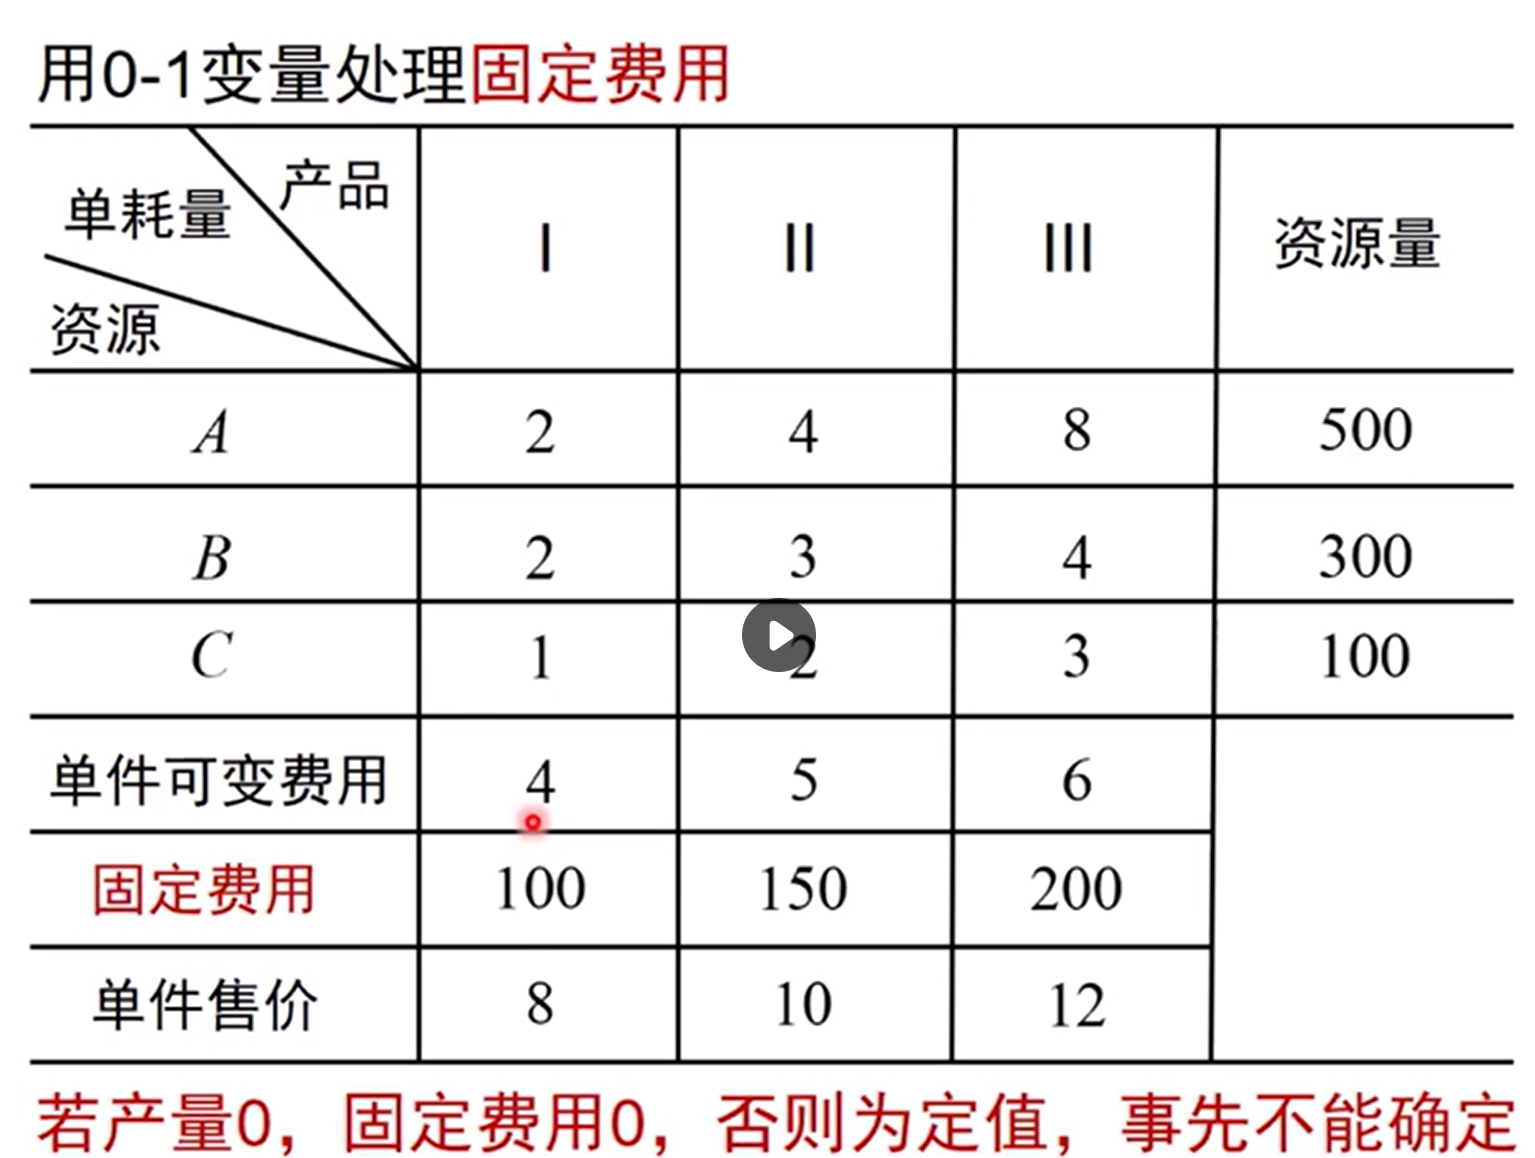 用0-1变量处理固定费用
单耗量 产品 资源 I II III 资源量
A 2 4 8 500
B 2 3 4 300
C 1 2 3 100
单件可变费用 4 5 6
固定费用 100 150 200
单件售价 8 10 12
若产量0，固定费用0，否则为定值，事先不能确定